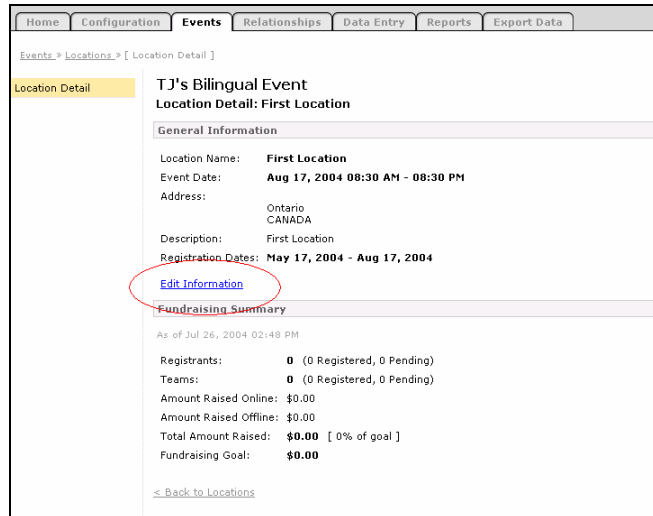 Home Configuration Events Relationships Data Entry Reports Export Data
Events » Locations » [ Location Detail ]
Location Detail
TJ's Bilingual Event
Location Detail: First Location
General Information
Location Name: First Location
Event Date: Aug 17, 2004 08:30 AM - 08:30 PM
Address:
Ontario
CANADA
Description: First Location
Registration Dates: May 17, 2004 - Aug 17, 2004
Edit Information
Fundraising Summary
As of Jul 26, 2004 02:48 PM
Registrants: 0 (0 Registered, 0 Pending)
Teams: 0 (0 Registered, 0 Pending)
Amount Raised Online: $0.00
Amount Raised Offline: $0.00
Total Amount Raised: $0.00 [ 0% of goal ]
Fundraising Goal: $0.00
< Back to Locations